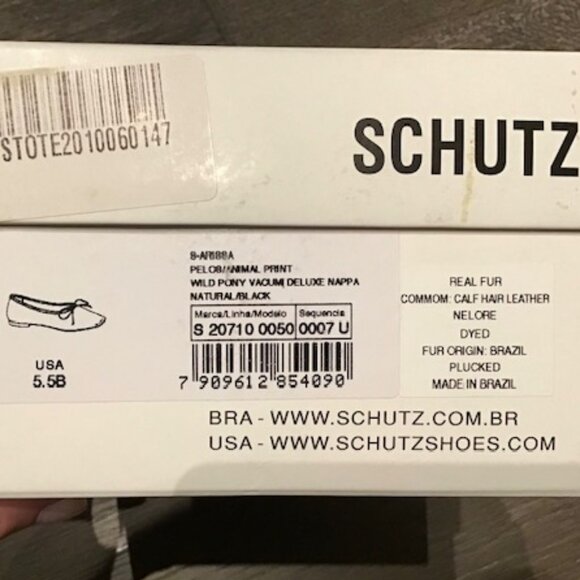 STOTE2010060147
SCHUTZ
S-ARISSA
PELOS/ANIMAL PRINT
WILD PONY VACUM| DELUXE NAPPA
NATURAL/BLACK
Marca/Linha/Modelo Sequencia
S 20710 0050 0007 U
7 909612 854090
USA
5.5B
REAL FUR
COMMOM: CALF HAIR LEATHER
NELORE
DYED
FUR ORIGIN: BRAZIL
PLUCKED
MADE IN BRAZIL
BRA - WWW.SCHUTZ.COM.BR
USA - WWW.SCHUTZSHOES.COM